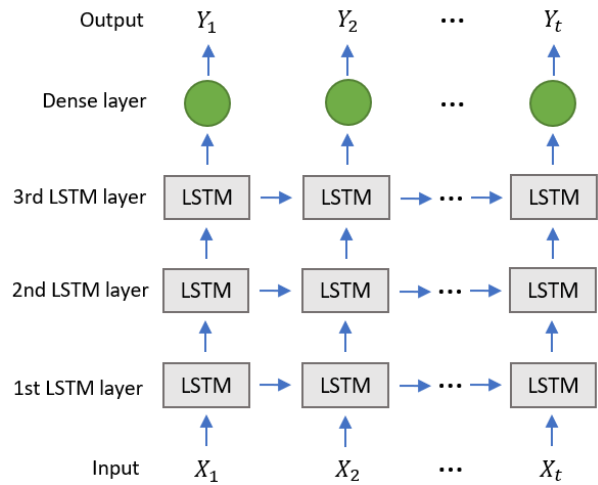 Output Y₁ Y₂ ... Yₜ
Dense layer ...
3rd LSTM layer LSTM LSTM ... LSTM
2nd LSTM layer LSTM LSTM ... LSTM
1st LSTM layer LSTM LSTM ... LSTM
Input X₁ X₂ ... Xₜ